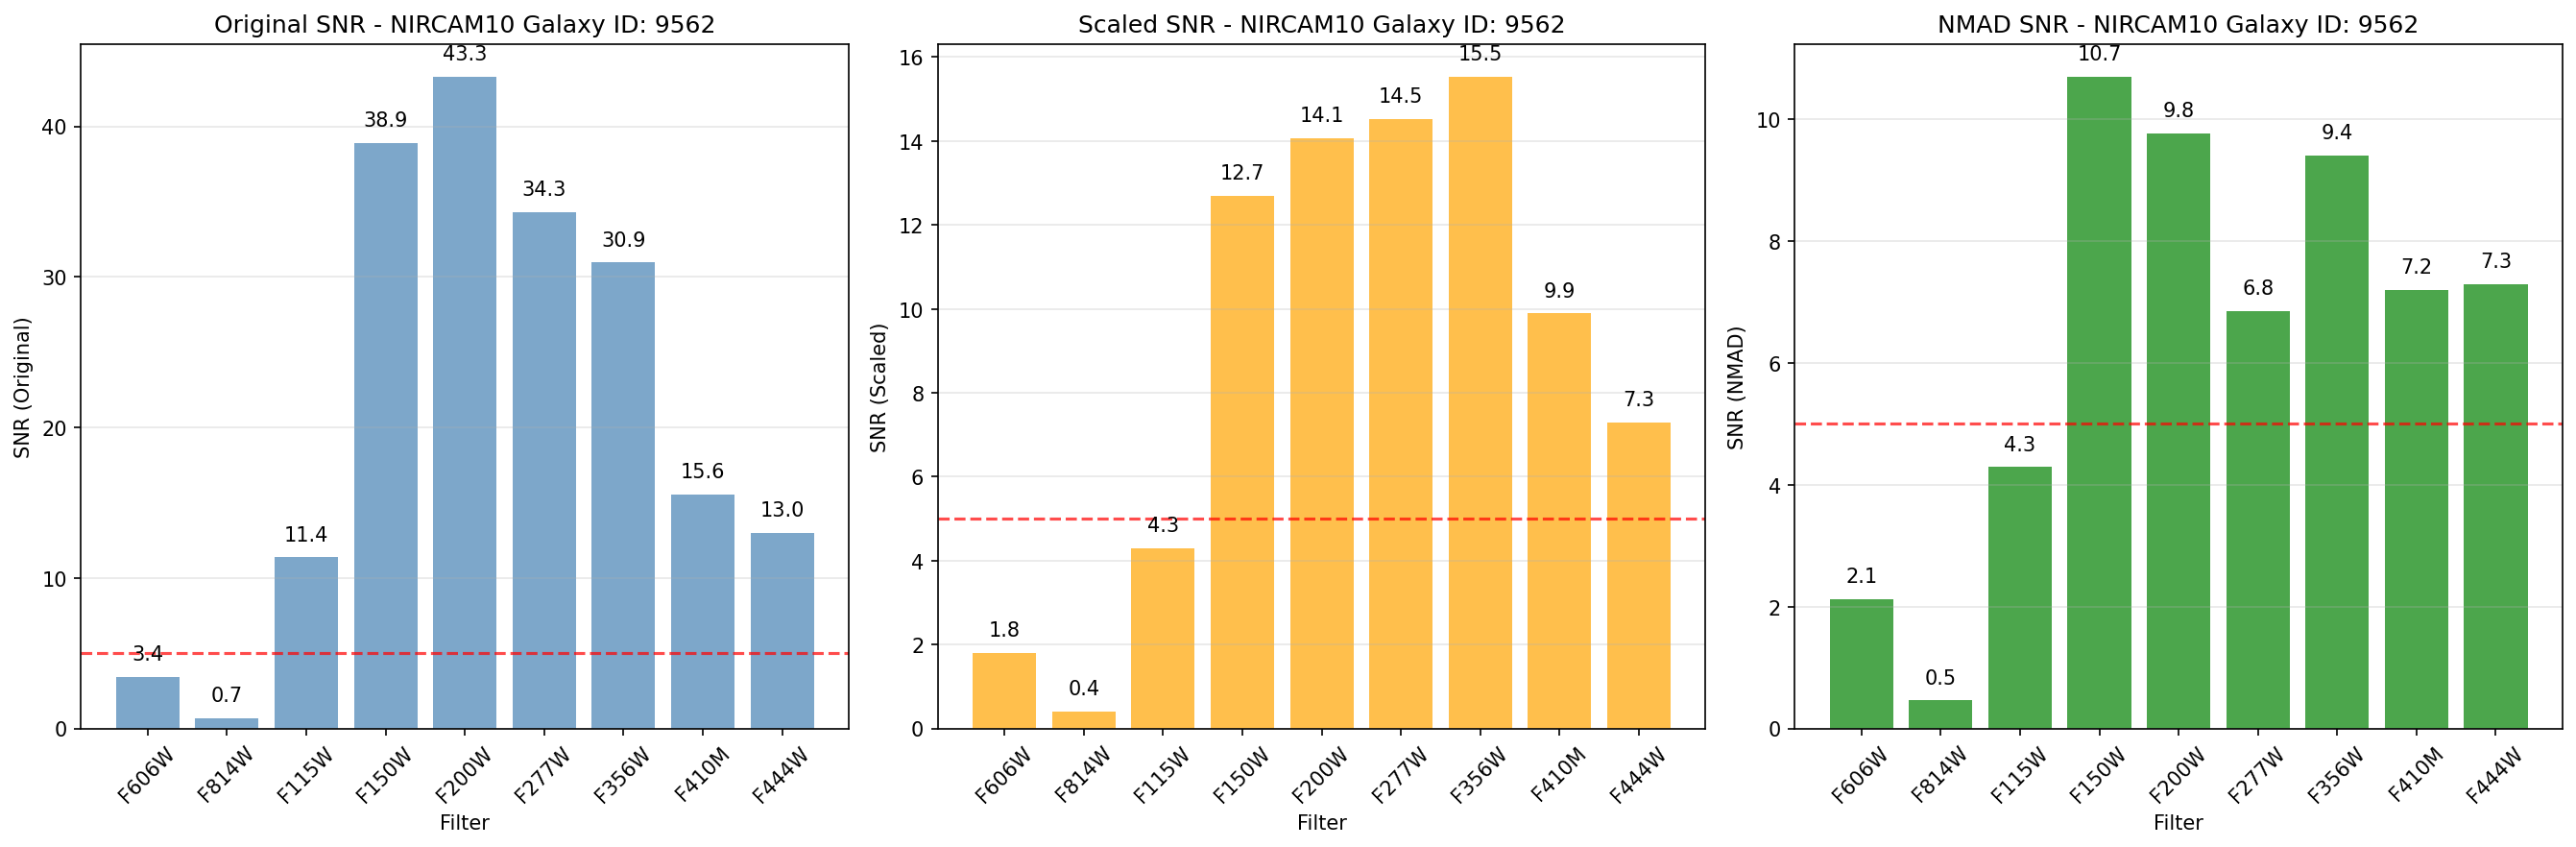 Original SNR - NIRCAM10 Galaxy ID: 9562
SNR (Original)
40
30
20
10
0
3.4
0.7
11.4
38.9
43.3
34.3
30.9
15.6
13.0
F606W
F814W
F115W
F150W
F200W
F277W
F356W
F410M
F444W
Filter
Scaled SNR - NIRCAM10 Galaxy ID: 9562
SNR (Scaled)
16
14
12
10
8
6
4
2
0
1.8
0.4
4.3
12.7
14.1
14.5
15.5
9.9
7.3
F606W
F814W
F115W
F150W
F200W
F277W
F356W
F410M
F444W
Filter
NMAD SNR - NIRCAM10 Galaxy ID: 9562
SNR (NMAD)
10
8
6
4
2
0
2.1
0.5
4.3
10.7
9.8
6.8
9.4
7.2
7.3
F606W
F814W
F115W
F150W
F200W
F277W
F356W
F410M
F444W
Filter